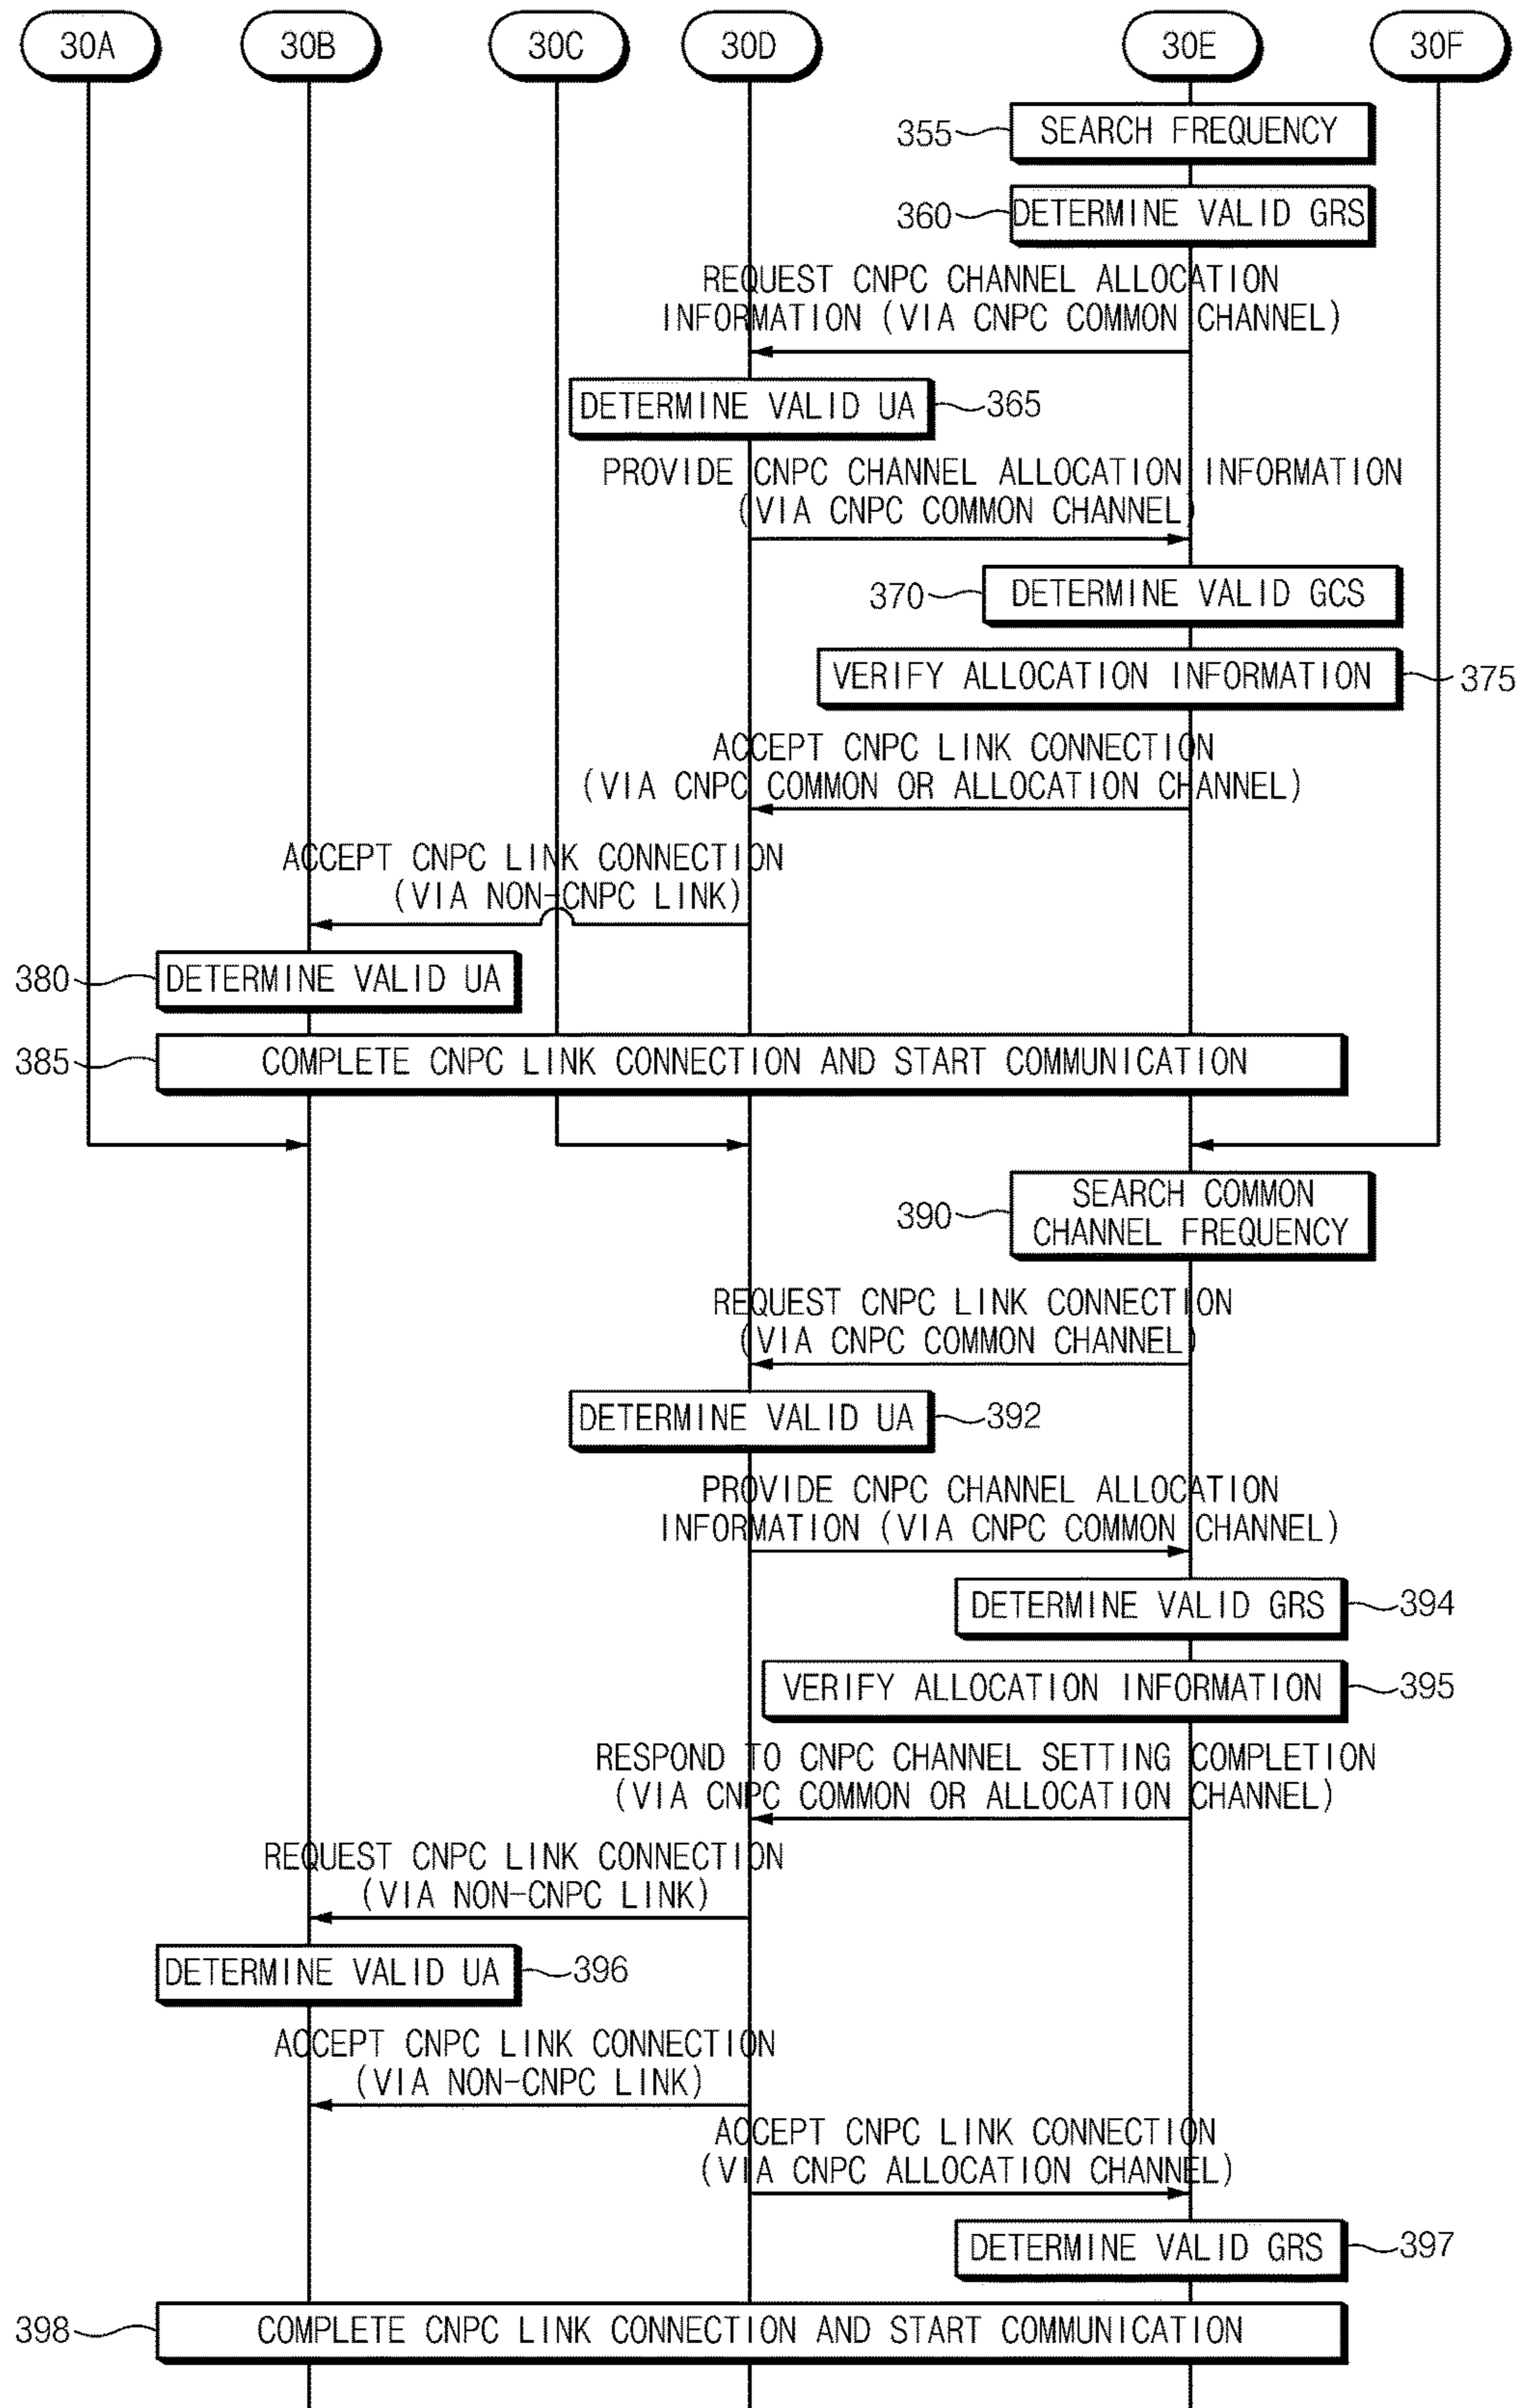 30A
30B
30C
30D
30E
30F
355
SEARCH FREQUENCY
360
DETERMINE VALID GRS
REQUEST CNPC CHANNEL ALLOCATION
INFORMATION (VIA CNPC COMMON CHANNEL)
DETERMINE VALID UA
365
PROVIDE CNPC CHANNEL ALLOCATION INFORMATION
(VIA CNPC COMMON CHANNEL)
370
DETERMINE VALID GCS
VERIFY ALLOCATION INFORMATION
375
ACCEPT CNPC LINK CONNECTION
(VIA CNPC COMMON OR ALLOCATION CHANNEL)
ACCEPT CNPC LINK CONNECTION
(VIA NON-CNPC LINK)
380
DETERMINE VALID UA
385
COMPLETE CNPC LINK CONNECTION AND START COMMUNICATION
390
SEARCH COMMON
CHANNEL FREQUENCY
REQUEST CNPC LINK CONNECTION
(VIA CNPC COMMON CHANNEL)
DETERMINE VALID UA
392
PROVIDE CNPC CHANNEL ALLOCATION
INFORMATION (VIA CNPC COMMON CHANNEL)
DETERMINE VALID GRS
394
VERIFY ALLOCATION INFORMATION
395
RESPOND TO CNPC CHANNEL SETTING COMPLETION
(VIA CNPC COMMON OR ALLOCATION CHANNEL)
REQUEST CNPC LINK CONNECTION
(VIA NON-CNPC LINK)
DETERMINE VALID UA
396
ACCEPT CNPC LINK CONNECTION
(VIA NON-CNPC LINK)
ACCEPT CNPC LINK CONNECTION
(VIA CNPC ALLOCATION CHANNEL)
DETERMINE VALID GRS
397
398
COMPLETE CNPC LINK CONNECTION AND START COMMUNICATION